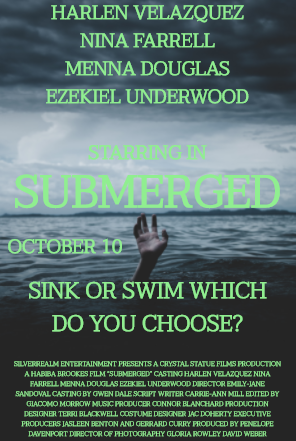 HARLEN VELAZQUEZ
NINA FARRELL
MENNA DOUGLAS
EZEKIEL UNDERWOOD
STARRING IN
SUBMERGED
OCTOBER 10
SINK OR SWIM WHICH
DO YOU CHOOSE?
SILVERREALM ENTERTAINMENT PRESENTS A CRYSTAL STATUE FILMS PRODUCTION
A HABIBA BROOKES FILM "SUBMERGED" CASTING HARLEN VELAZQUEZ NINA
FARRELL MENNA DOUGLAS EZEKIEL UNDERWOOD DIRECTOR EMILY-JANE
SANDOVAL CASTING BY GWEN DALE SCRIPT WRITER CARRIE-ANN MILL EDITED BY
GIACOMO MORROW MUSIC PRODUCER CONNOR BLANCHARD PRODUCTION
DESIGNER TERRI BLACKWELL COSTUME DESIGNER JAC DOHERTY EXECUTIVE
PRODUCERS JASLEEN BENTON AND GERRARD CURRY PRODUCED BY PENELOPE
DAVENPORT DIRECTOR OF PHOTOGRAPHY GLORIA ROWLEY DAVID WEBER